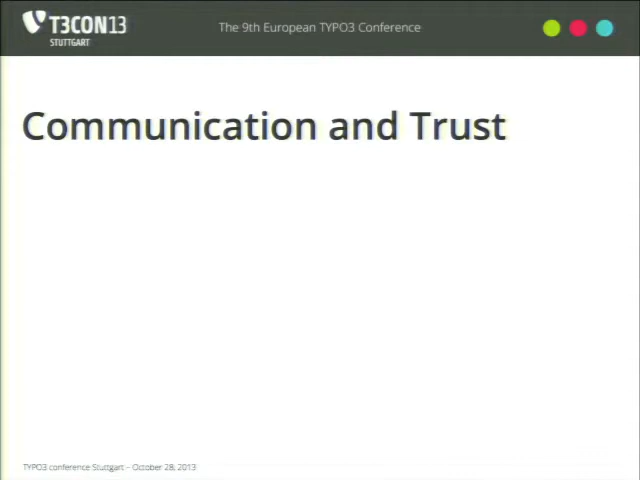 T3CON13
STUTTGART
The 9th European TYPO3 Conference
Communication and Trust
TYPO3 conference Stuttgart – October 28, 2013